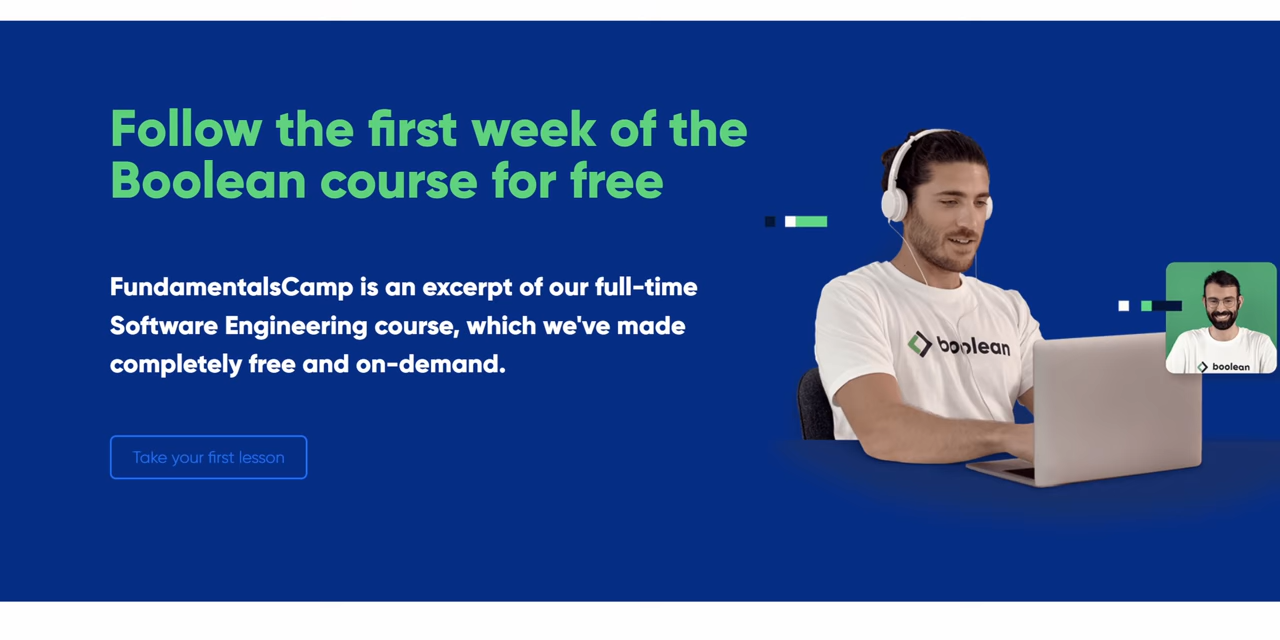 Follow the first week of the
Boolean course for free
FundamentalsCamp is an excerpt of our full-time
Software Engineering course, which we've made
completely free and on-demand.
Take your first lesson
boolean
boolean